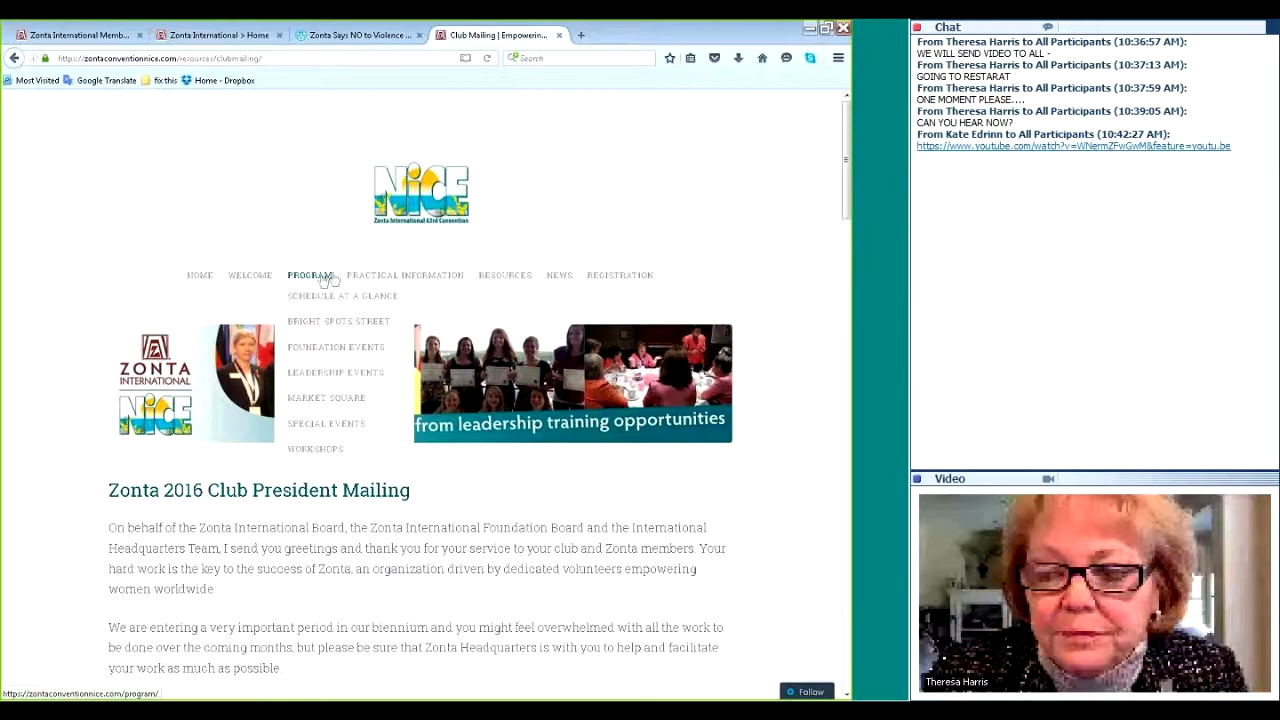 Zonta International Memb...
Zonta International > Home
Zonta Says NO to Violence ...
Club Mailing | Empowerin...
http://zontaconventionnice.com/resources/clubmailing/
Search
Most Visited
Google Translate
fix this
Home - Dropbox
NiCE
Zonta International 63rd Convention
HOME WELCOME PROGRAM PRACTICAL INFORMATION RESOURCES NEWS REGISTRATION
SCHEDULE AT A GLANCE
BRIGHT SPOTS STREET
FOUNDATION EVENTS
LEADERSHIP EVENTS
MARKET SQUARE
SPECIAL EVENTS
WORKSHOPS
ZONTA
INTERNATIONAL
NiCE
from leadership training opportunities
Zonta 2016 Club President Mailing
On behalf of the Zonta International Board, the Zonta International Foundation Board and the International
Headquarters Team, I send you greetings and thank you for your service to your club and Zonta members. Your
hard work is the key to the success of Zonta, an organization driven by dedicated volunteers empowering
women worldwide
We are entering a very important period in our biennium and you might feel overwhelmed with all the work to
be done over the coming months, but please be sure that Zonta Headquarters is with you to help and facilitate
your work as much as possible
https://zontaconventionnice.com/program/
Follow
Chat
From Theresa Harris to All Participants (10:36:57 AM):
WE WILL SEND VIDEO TO ALL -
From Theresa Harris to All Participants (10:37:13 AM):
GOING TO RESTARAT
From Theresa Harris to All Participants (10:37:59 AM):
ONE MOMENT PLEASE....
From Theresa Harris to All Participants (10:39:05 AM):
CAN YOU HEAR NOW?
From Kate Edrinn to All Participants (10:42:27 AM):
https://www.youtube.com/watch?v=WNermZFwGwM&feature=youtu.be
Video
Theresa Harris